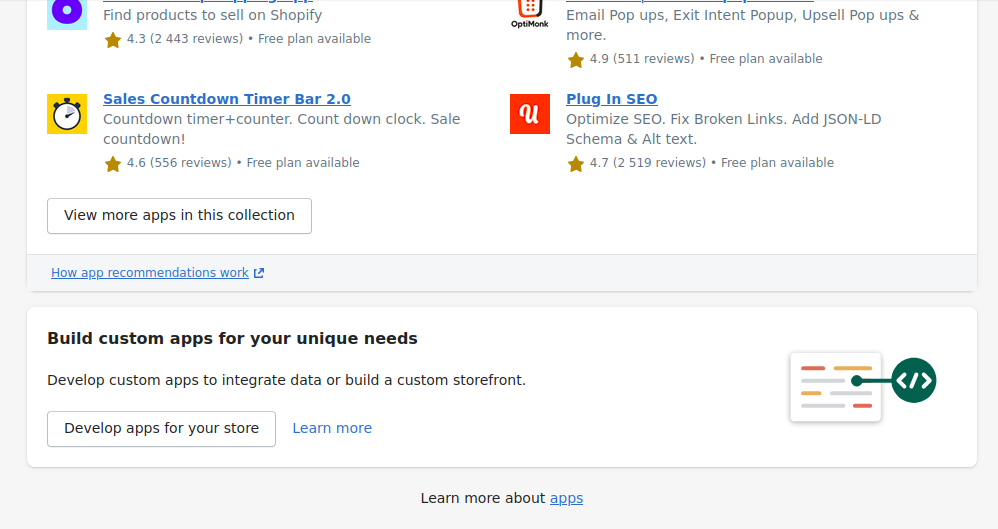 Find products to sell on Shopify
4.3 (2 443 reviews) • Free plan available
OptiMonk
Email Pop ups, Exit Intent Popup, Upsell Pop ups &
more.
4.9 (511 reviews) • Free plan available
Sales Countdown Timer Bar 2.0
Countdown timer+counter. Count down clock. Sale
countdown!
4.6 (556 reviews) • Free plan available
Plug In SEO
Optimize SEO. Fix Broken Links. Add JSON-LD
Schema & Alt text.
4.7 (2 519 reviews) • Free plan available
View more apps in this collection
How app recommendations work
Build custom apps for your unique needs
Develop custom apps to integrate data or build a custom storefront.
Develop apps for your store
Learn more
</>
Learn more about apps